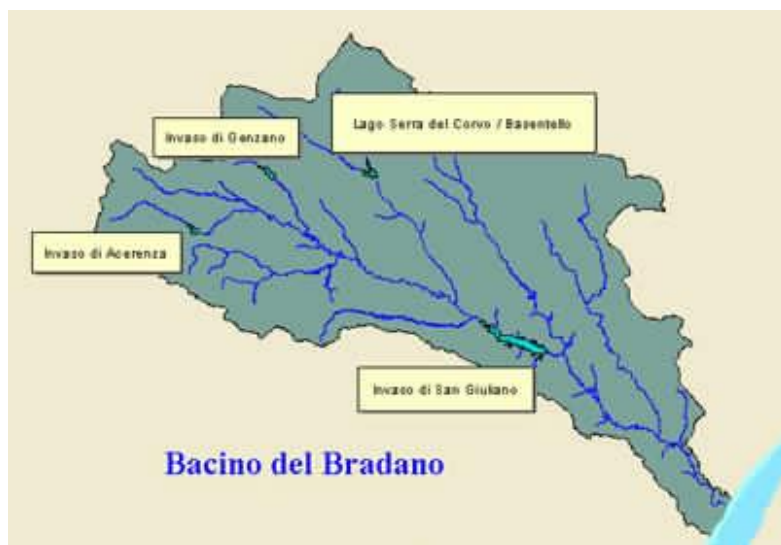 Lago Serra del Corvo / Basentello
Invaso di Genzano
Invaso di Acerenza
Invaso di San Giuliano
Bacino del Bradano